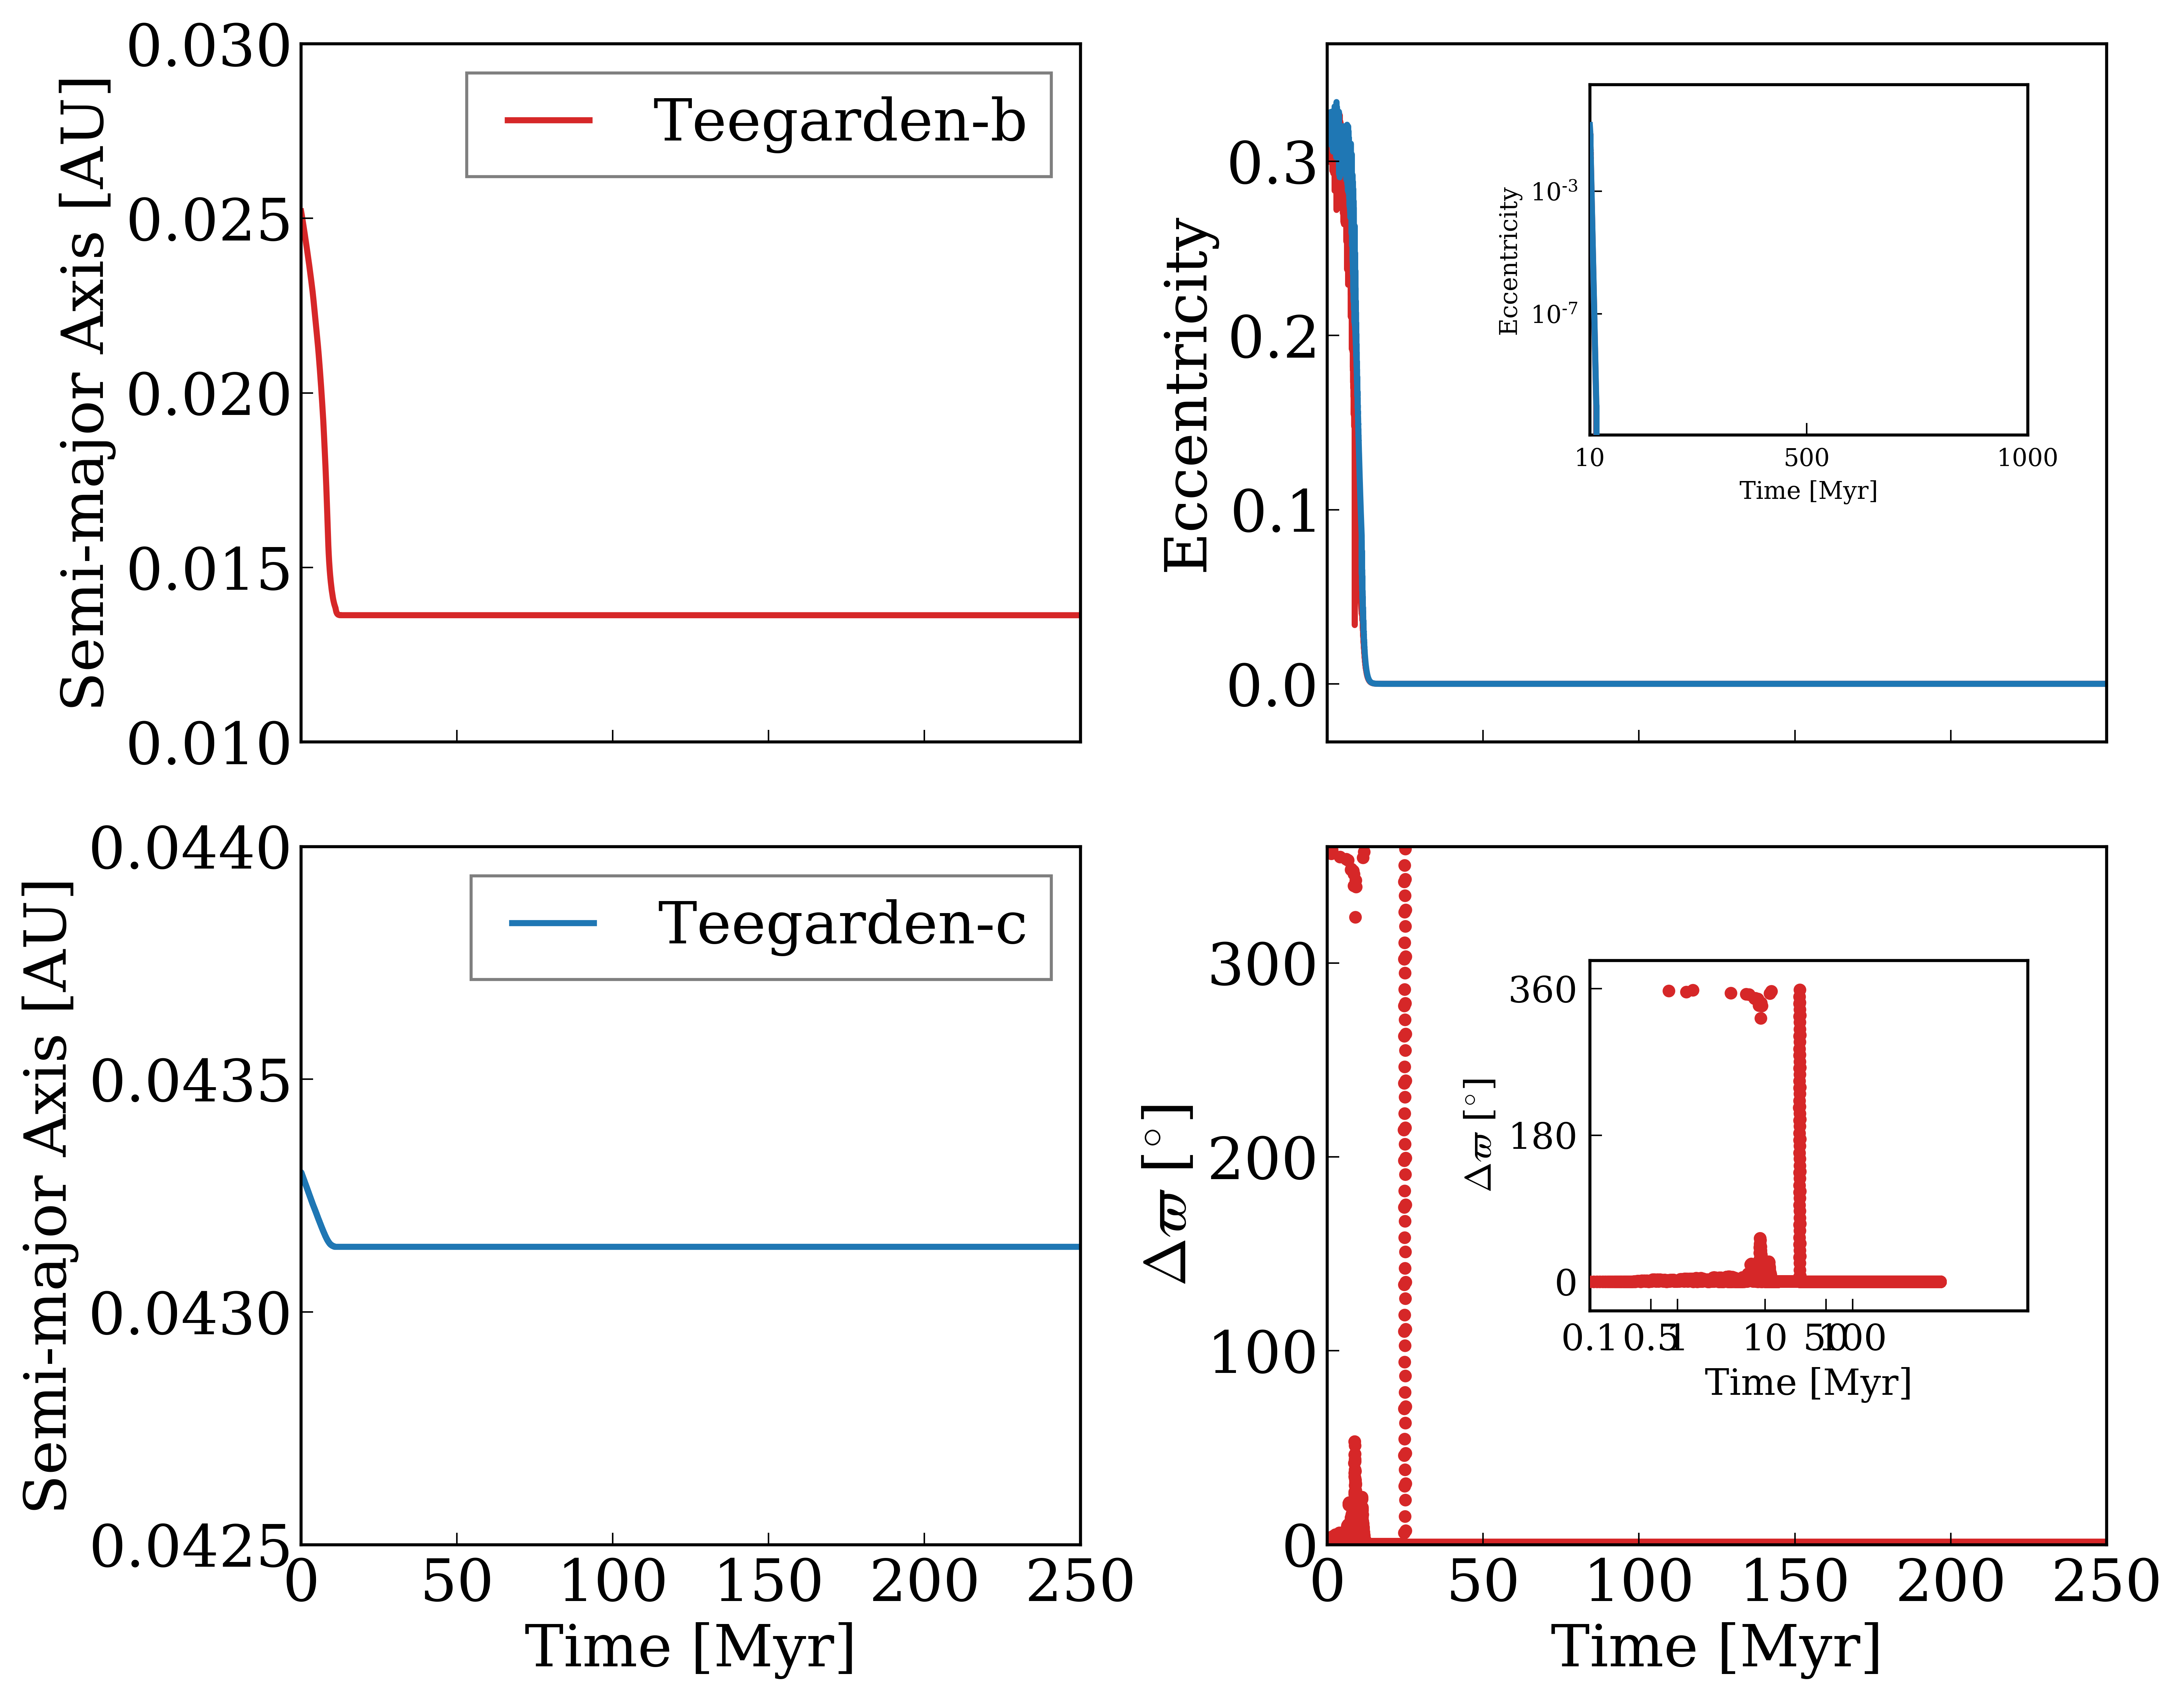 Semi-major Axis [AU]
0.030
0.025
0.020
0.015
0.010
Teegarden-b
Eccentricity
0.3
0.2
0.1
0.0
Eccentricity
10-3
10-7
10 500 1000
Time [Myr]
Semi-major Axis [AU]
0.0440
0.0435
0.0430
0.0425
Teegarden-c
0 50 100 150 200 250
Time [Myr]
Δϖ [°]
300
200
100
0
Δϖ [°]
360
180
0
0.1 0.5 1 10 50 100
Time [Myr]
0 50 100 150 200 250
Time [Myr]